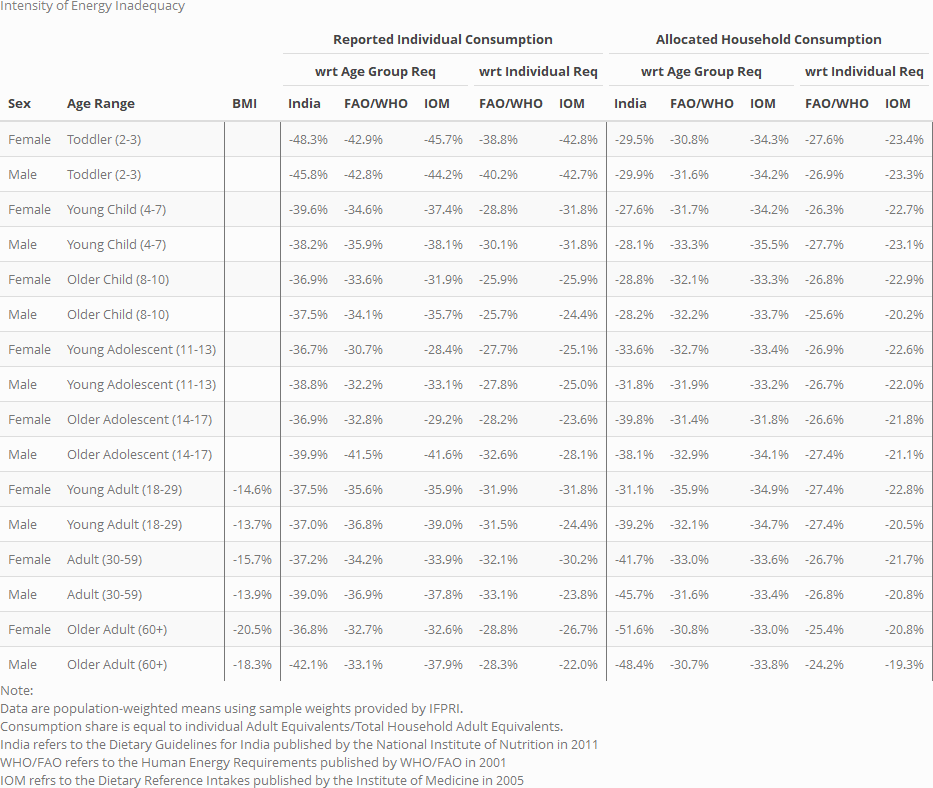 Intensity of Energy Inadequacy
Reported Individual Consumption Allocated Household Consumption
wrt Age Group Req wrt Individual Req wrt Age Group Req wrt Individual Req
Sex Age Range BMI India FAO/WHO IOM FAO/WHO IOM India FAO/WHO IOM FAO/WHO IOM
Female Toddler (2-3) -48.3% -42.9% -45.7% -38.8% -42.8% -29.5% -30.8% -34.3% -27.6% -23.4%
Male Toddler (2-3) -45.8% -42.8% -44.2% -40.2% -42.7% -29.9% -31.6% -34.2% -26.9% -23.3%
Female Young Child (4-7) -39.6% -34.6% -37.4% -28.8% -31.8% -27.6% -31.7% -34.2% -26.3% -22.7%
Male Young Child (4-7) -38.2% -35.9% -38.1% -30.1% -31.8% -28.1% -33.3% -35.5% -27.7% -23.1%
Female Older Child (8-10) -36.9% -33.6% -31.9% -25.9% -25.9% -28.8% -32.1% -33.3% -26.8% -22.9%
Male Older Child (8-10) -37.5% -34.1% -35.7% -25.7% -24.4% -28.2% -32.2% -33.7% -25.6% -20.2%
Female Young Adolescent (11-13) -36.7% -30.7% -28.4% -27.7% -25.1% -33.6% -32.7% -33.4% -26.9% -22.6%
Male Young Adolescent (11-13) -38.8% -32.2% -33.1% -27.8% -25.0% -31.8% -31.9% -33.2% -26.7% -22.0%
Female Older Adolescent (14-17) -36.9% -32.8% -29.2% -28.2% -23.6% -39.8% -31.4% -31.8% -26.6% -21.8%
Male Older Adolescent (14-17) -39.9% -41.5% -41.6% -32.6% -28.1% -38.1% -32.9% -34.1% -27.4% -21.1%
Female Young Adult (18-29) -14.6% -37.5% -35.6% -35.9% -31.9% -31.8% -31.1% -35.9% -34.9% -27.4% -22.8%
Male Young Adult (18-29) -13.7% -37.0% -36.8% -39.0% -31.5% -24.4% -39.2% -32.1% -34.7% -27.4% -20.5%
Female Adult (30-59) -15.7% -37.2% -34.2% -33.9% -32.1% -30.2% -41.7% -33.0% -33.6% -26.7% -21.7%
Male Adult (30-59) -13.9% -39.0% -36.9% -37.8% -33.1% -23.8% -45.7% -31.6% -33.4% -26.8% -20.8%
Female Older Adult (60+) -20.5% -36.8% -32.7% -32.6% -28.8% -26.7% -51.6% -30.8% -33.0% -25.4% -20.8%
Male Older Adult (60+) -18.3% -42.1% -33.1% -37.9% -28.3% -22.0% -48.4% -30.7% -33.8% -24.2% -19.3%
Note:
Data are population-weighted means using sample weights provided by IFPRI.
Consumption share is equal to individual Adult Equivalents/Total Household Adult Equivalents.
India refers to the Dietary Guidelines for India published by the National Institute of Nutrition in 2011
WHO/FAO refers to the Human Energy Requirements published by WHO/FAO in 2001
IOM refrs to the Dietary Reference Intakes published by the Institute of Medicine in 2005